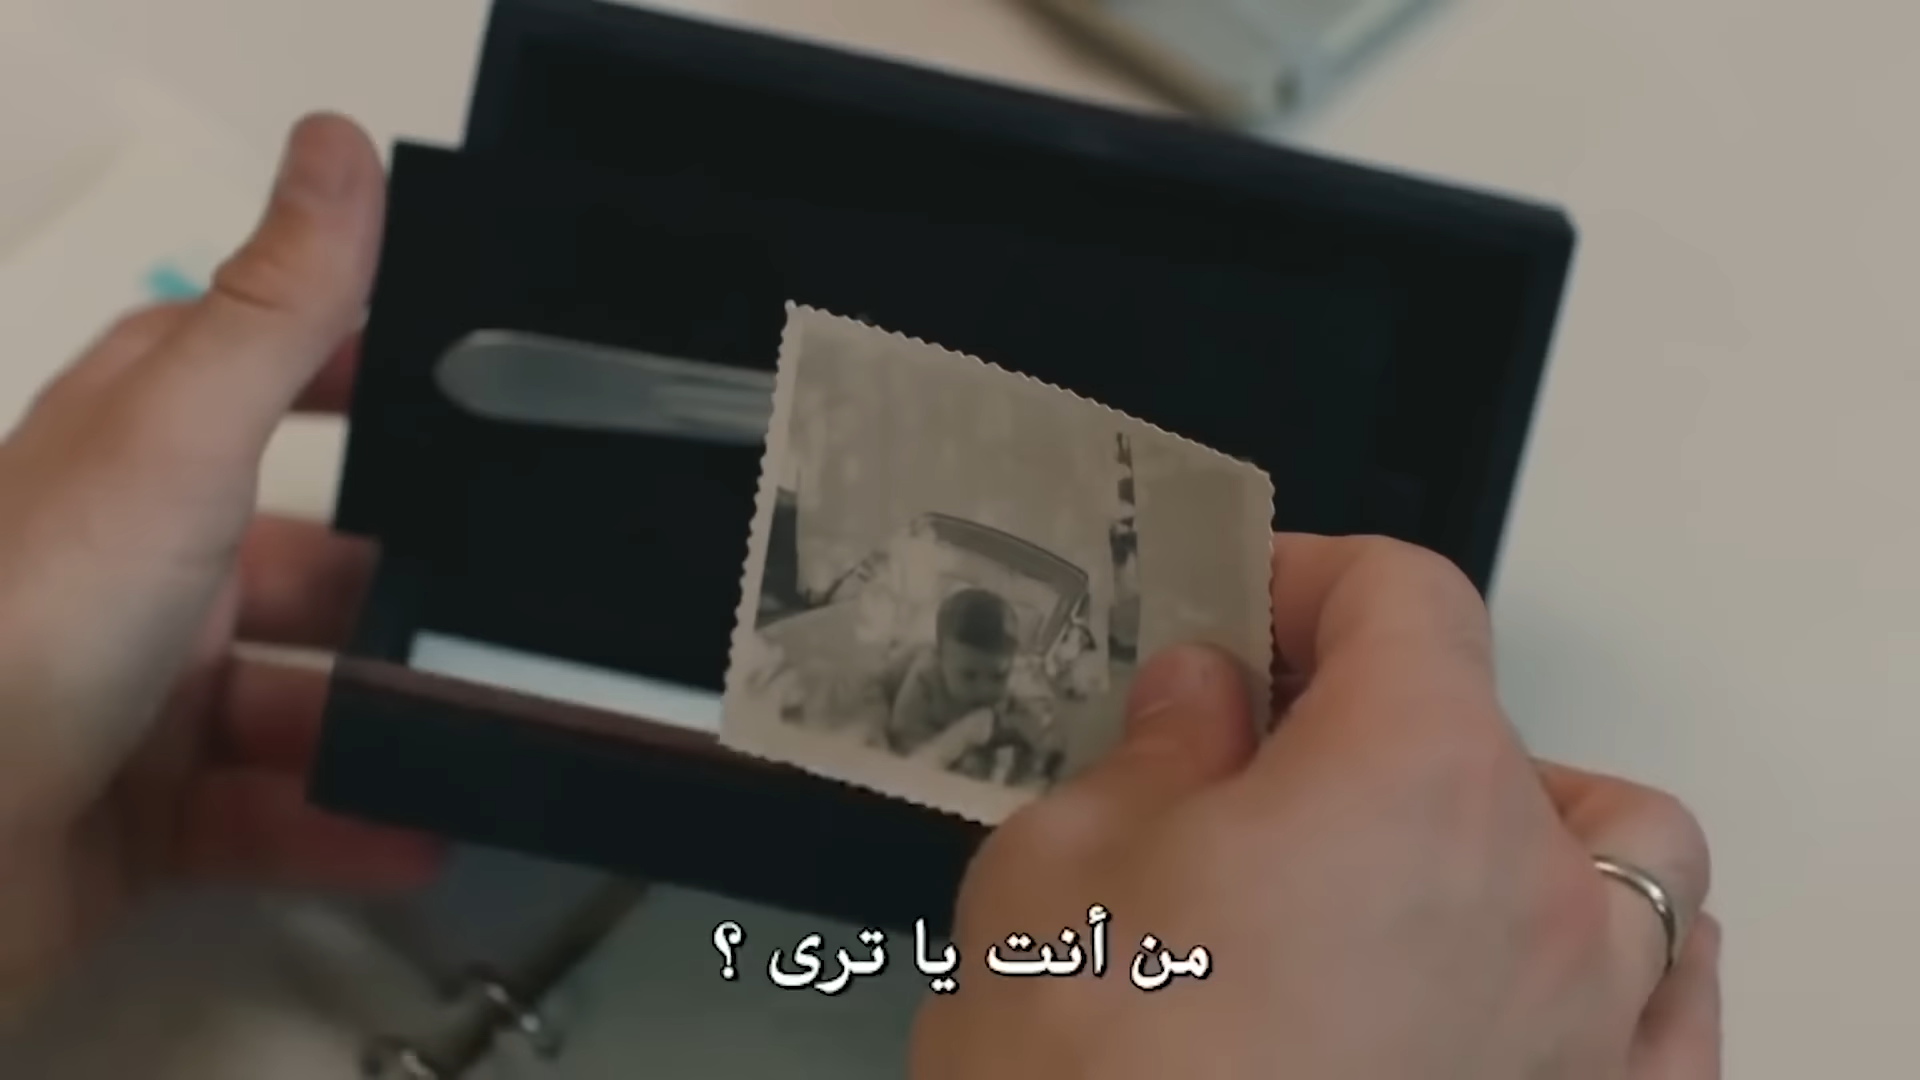 من أنت يا ترى ؟